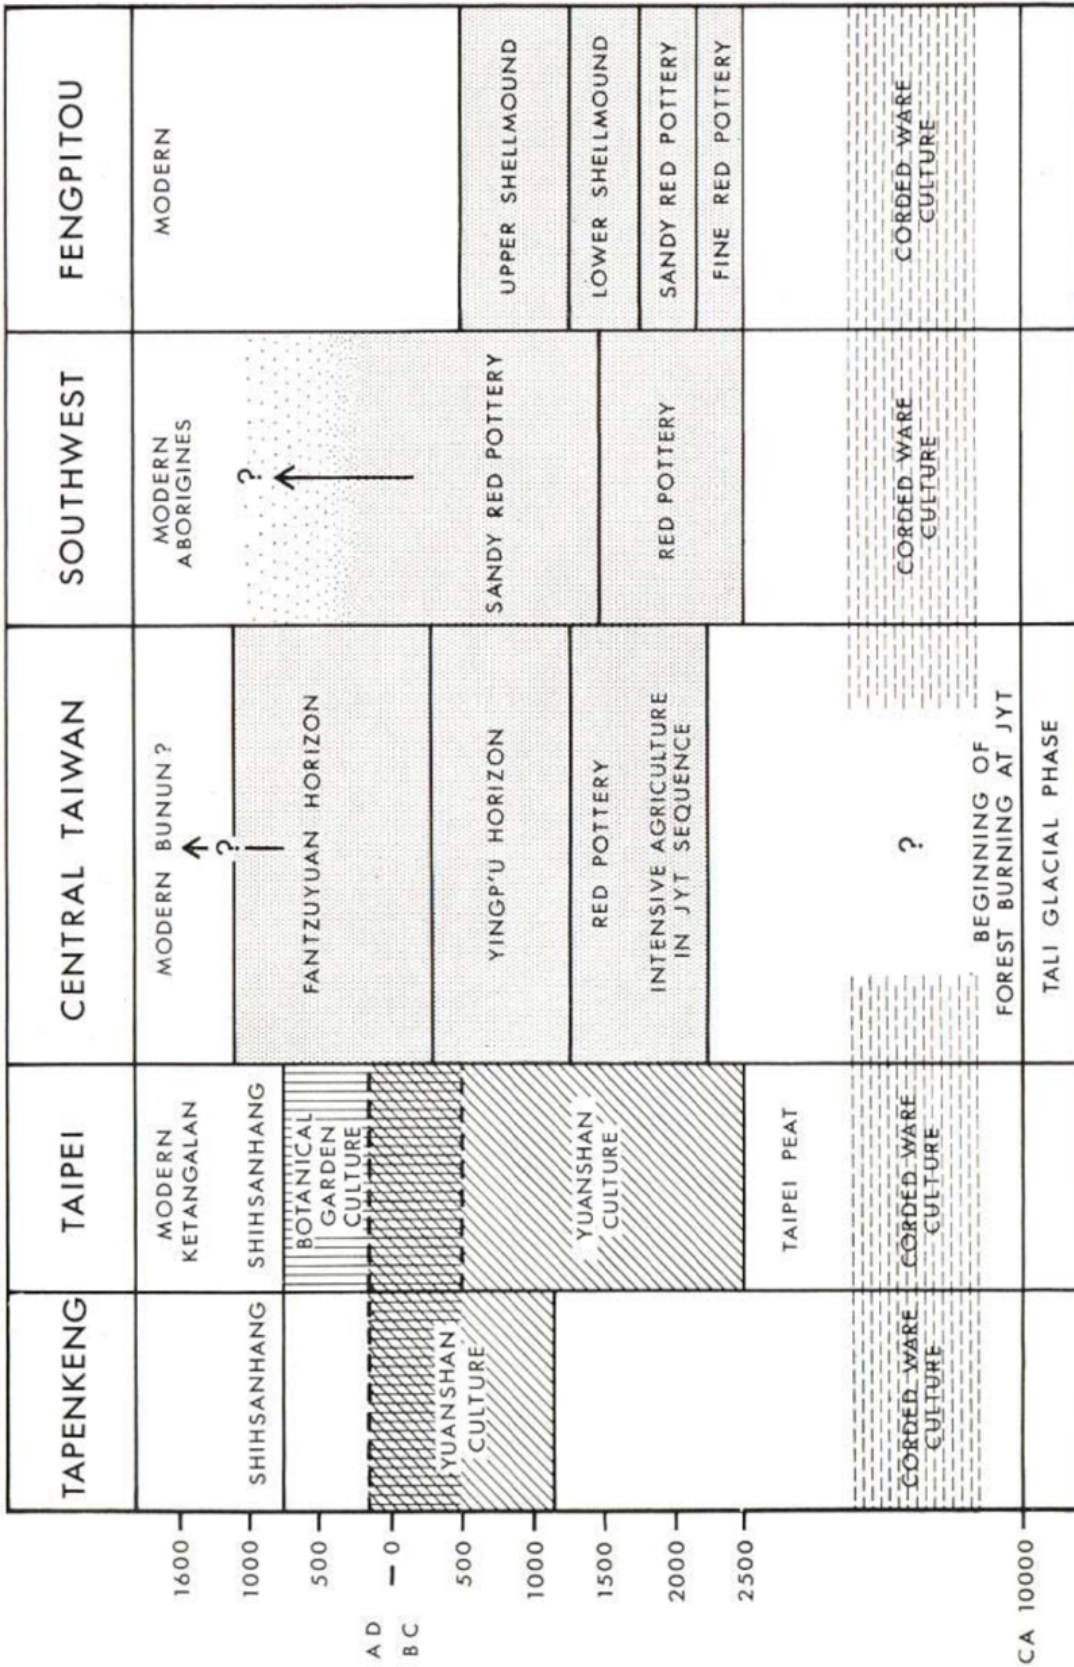 TAPENKENG
TAIPEI
CENTRAL TAIWAN
SOUTHWEST
FENGPITOU
1600
1000
500
AD
0
BC
500
1000
1500
2000
2500
CA 10000
SHIHSANHANG
YUANSHAN
CULTURE
CORDED WARE
CULTURE
MODERN
KETANGALAN
SHIHSANHANG
BOTANICAL
GARDEN
CULTURE
YUANSHAN
CULTURE
TAIPEI PEAT
CORDED WARE
CULTURE
MODERN BUNUN?
?
FANTZUYUAN HORIZON
YINGP'U HORIZON
RED POTTERY
INTENSIVE AGRICULTURE
IN JYT SEQUENCE
?
BEGINNING OF
FOREST BURNING AT JYT
TALI GLACIAL PHASE
MODERN
ABORIGINES
?
SANDY RED POTTERY
RED POTTERY
CORDED WARE
CULTURE
MODERN
UPPER SHELLMOUND
LOWER SHELLMOUND
SANDY RED POTTERY
FINE RED POTTERY
CORDED WARE
CULTURE